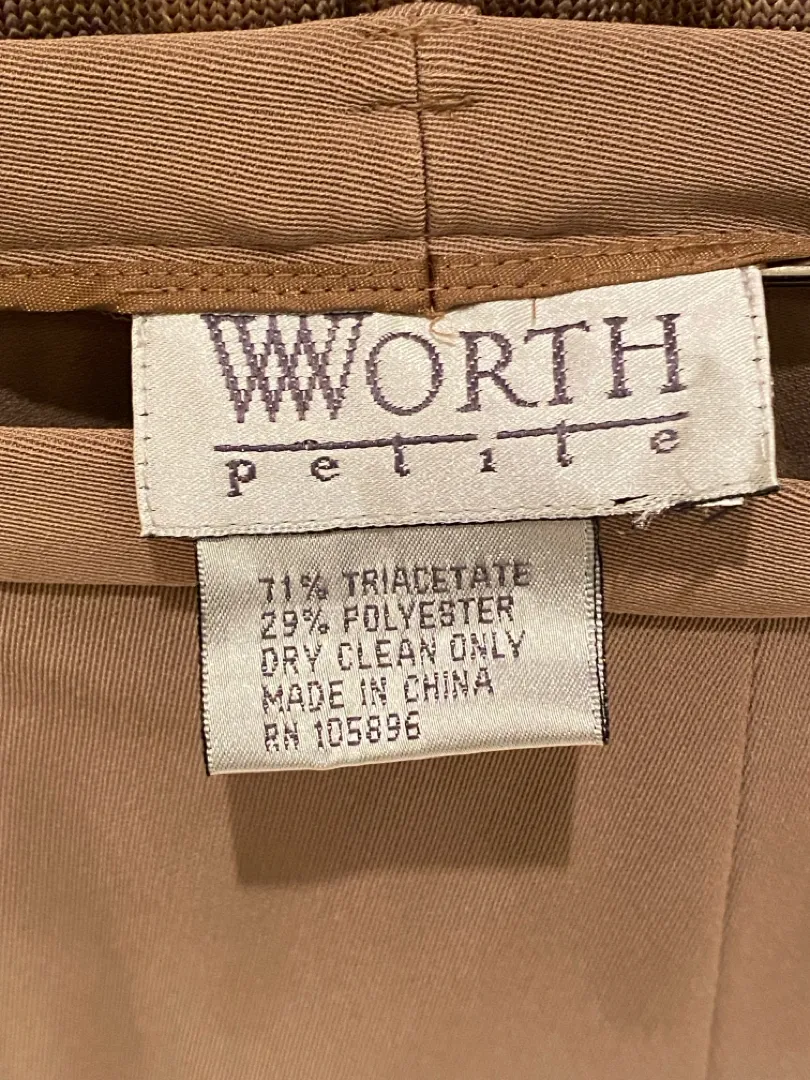 WORTH
petite
71% TRIACETATE
29% POLYESTER
DRY CLEAN ONLY
MADE IN CHINA
RN 105896